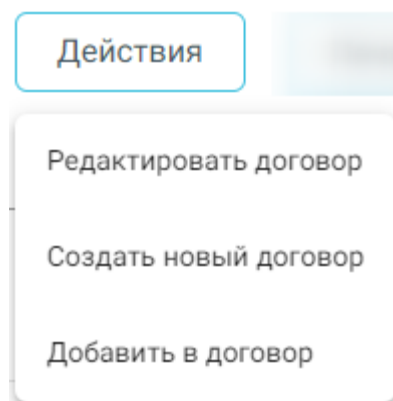 Действия
Редактировать договор
Создать новый договор
Добавить в договор